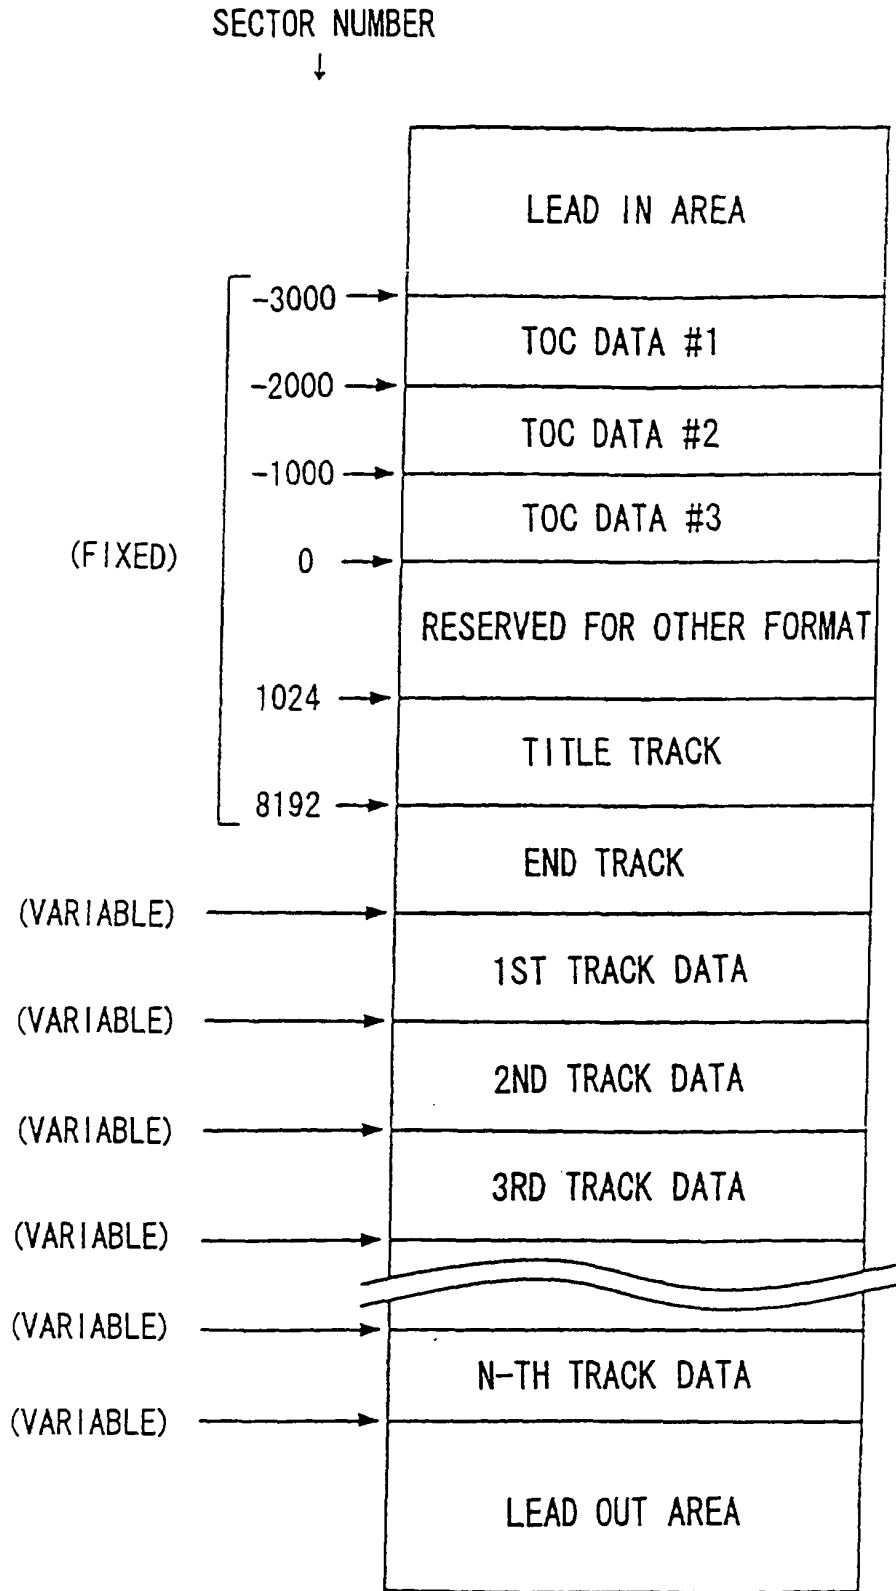 SECTOR NUMBER
LEAD IN AREA
-3000
TOC DATA #1
-2000
TOC DATA #2
-1000
TOC DATA #3
(FIXED)
0
RESERVED FOR OTHER FORMAT
1024
TITLE TRACK
8192
END TRACK
(VARIABLE)
1ST TRACK DATA
(VARIABLE)
2ND TRACK DATA
(VARIABLE)
3RD TRACK DATA
(VARIABLE)
(VARIABLE)
N-TH TRACK DATA
(VARIABLE)
LEAD OUT AREA